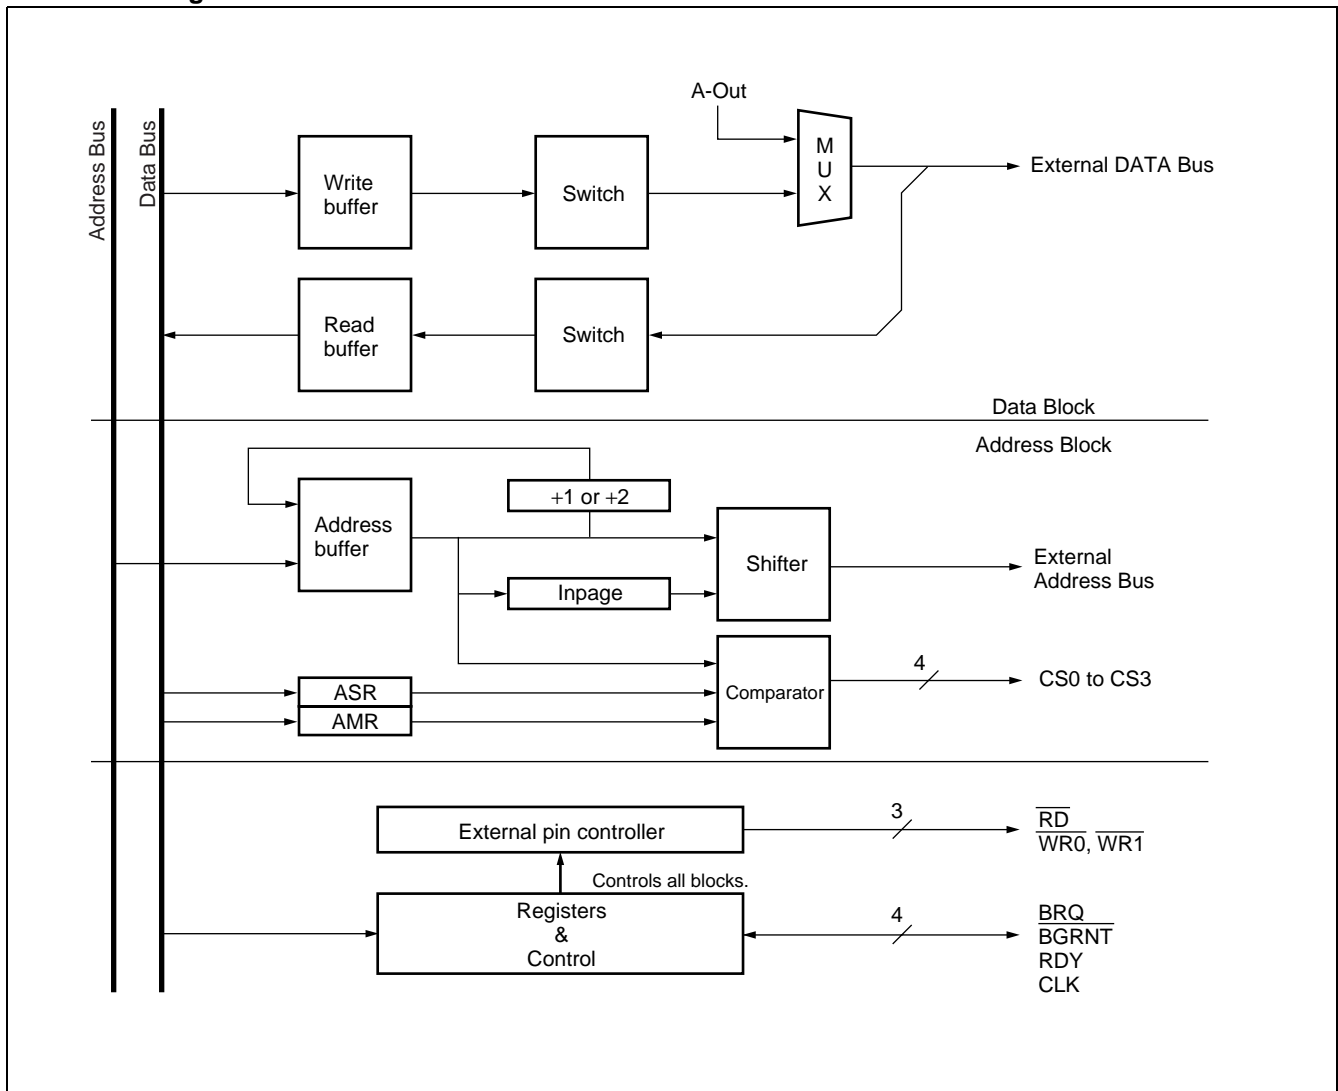 Address Bus
Data Bus
A-Out
Write
buffer
Switch
M
U
X
External DATA Bus
Read
buffer
Switch
Data Block
Address Block
+1 or +2
Address
buffer
Shifter
External
Address Bus
Inpage
4
CS0 to CS3
ASR
Comparator
AMR
3
External pin controller
RD
WR0, WR1
Controls all blocks.
Registers
&
Control
4
BRQ
BGRNT
RDY
CLK